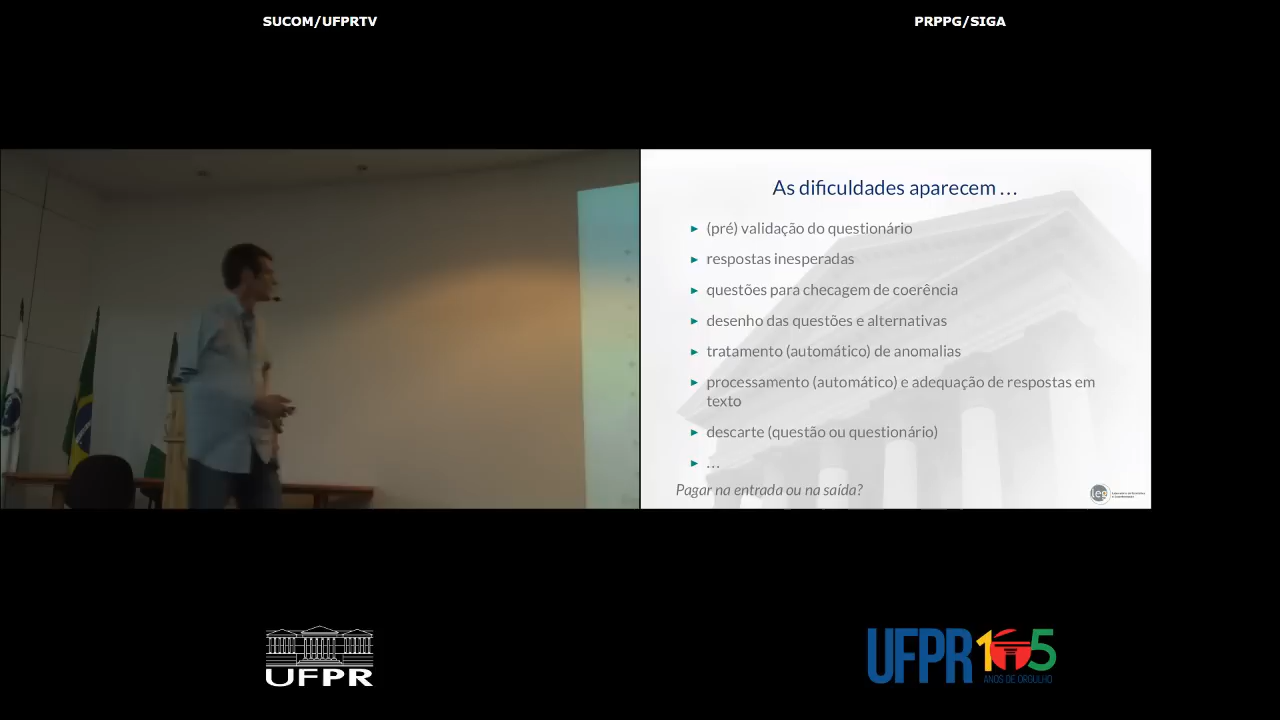 SUCOM/UFPRTV
PRPPG/SIGA
As dificuldades aparecem ...
(pré) validação do questionário
respostas inesperadas
questões para checagem de coerência
desenho das questões e alternativas
tratamento (automático) de anomalias
processamento (automático) e adequação de respostas em
texto
descarte (questão ou questionário)
...
Pagar na entrada ou na saída?
leg
UFPR
UFPR 105
ANOS DE ORGULHO